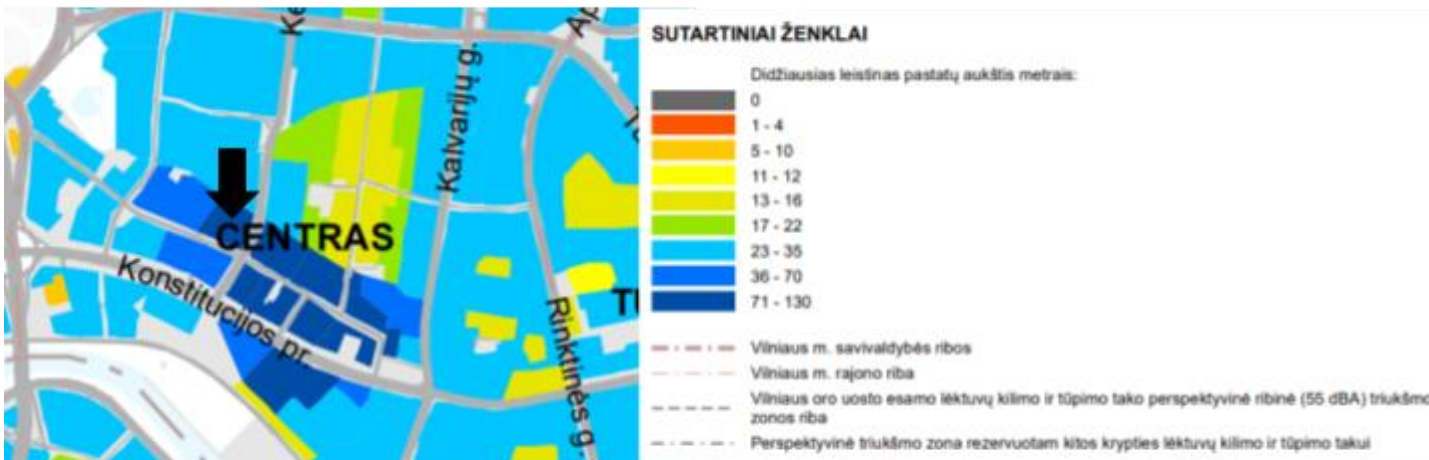 Kalvarijų g.
CENTRAS
Konstitucijos pr.
Rinktinės g.
SUTARTINIAI ŽENKLAI
Didžiausias leistinas pastatų aukštis metrais:
0
1 - 4
5 - 10
11 - 12
13 - 16
17 - 22
23 - 35
36 - 70
71 - 130
Vilniaus m. savivaldybės ribos
Vilniaus m. rajono riba
Vilniaus oro uosto esamo lėktuvų kilimo ir tūpimo tako perspektyvinė ribinė (55 dBA) triukšmo
zonos riba
Perspektyvinė triukšmo zona rezervuotam kitos krypties lėktuvų kilimo ir tūpimo takui